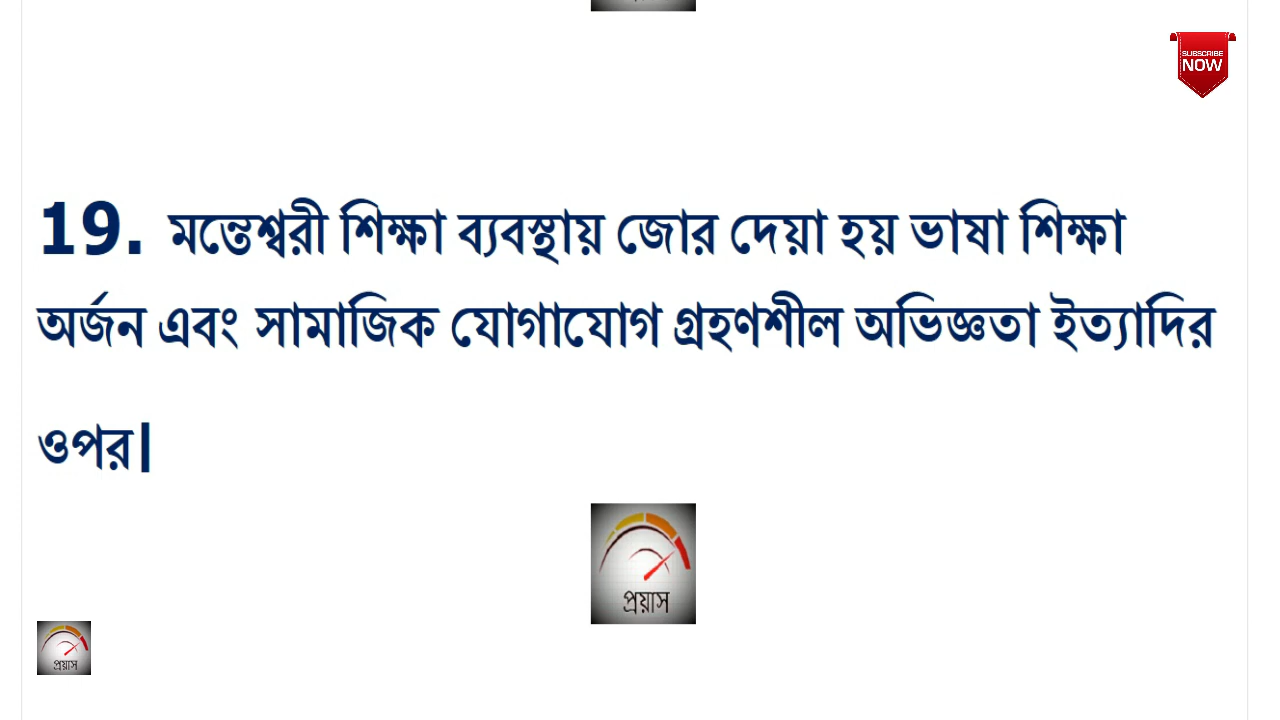 SUBSCRIBE
NOW
19. মন্তেশ্বরী শিক্ষা ব্যবস্থায় জোর দেয়া হয় ভাষা শিক্ষা
অর্জন এবং সামাজিক যোগাযোগ গ্রহণশীল অভিজ্ঞতা ইত্যাদির
ওপর।
প্রয়াস
প্রয়াস